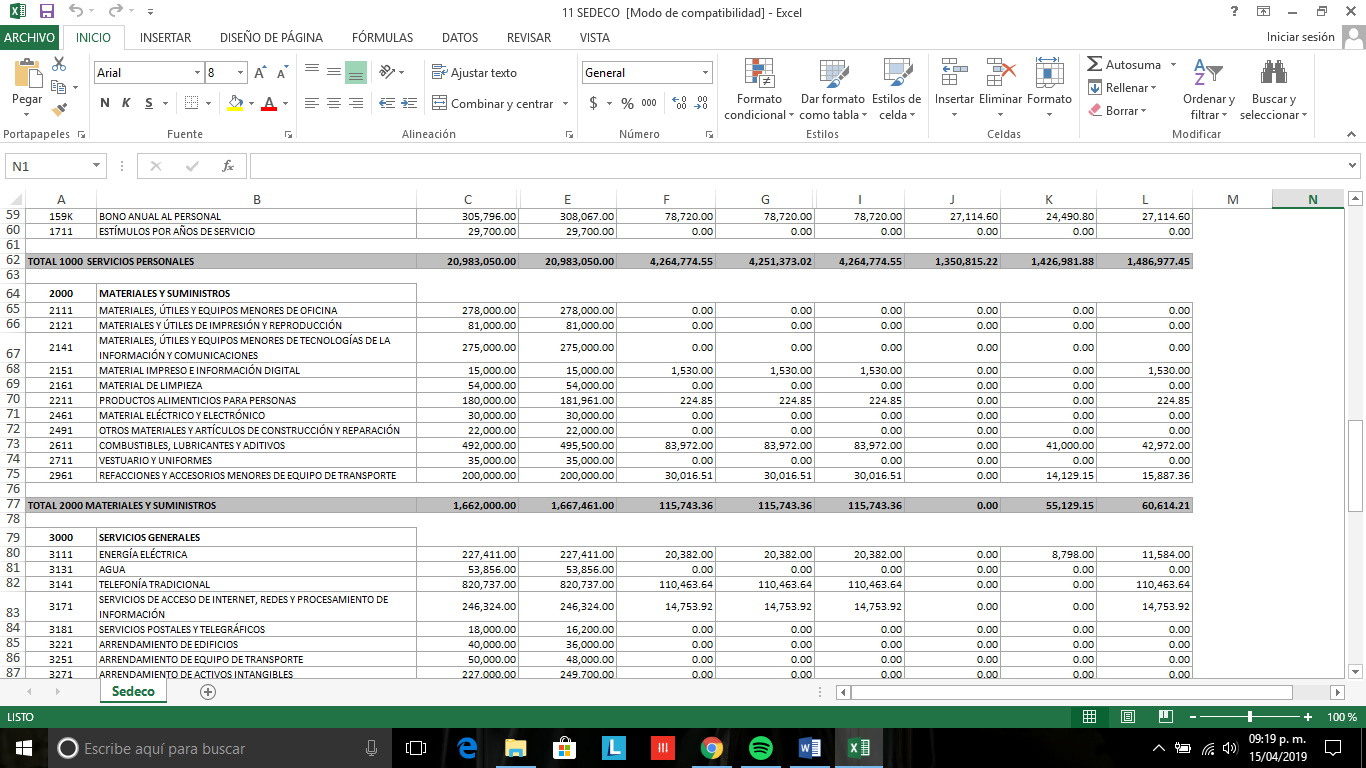 11 SEDECO [Modo de compatibilidad] - Excel
ARCHIVO INICIO INSERTAR DISEÑO DE PÁGINA FÓRMULAS DATOS REVISAR VISTA Iniciar sesión
Arial 8 Ajustar texto General Autosuma
Rellenar
Pegar N K S Combinar y centrar $ % 000 Formato condicional Dar formato como tabla Estilos de celda Insertar Eliminar Formato Borrar Ordenar y filtrar Buscar y seleccionar
Portapapeles Fuente Alineación Número Estilos Celdas Modificar
N1 fx
A B C E F G I J K L M N
59 159K BONO ANUAL AL PERSONAL 305,796.00 308,067.00 78,720.00 78,720.00 78,720.00 27,114.60 24,490.80 27,114.60
60 1711 ESTÍMULOS POR AÑOS DE SERVICIO 29,700.00 29,700.00 0.00 0.00 0.00 0.00 0.00 0.00
61
62 TOTAL 1000 SERVICIOS PERSONALES 20,983,050.00 20,983,050.00 4,264,774.55 4,251,373.02 4,264,774.55 1,350,815.22 1,426,981.88 1,486,977.45
63
64 2000 MATERIALES Y SUMINISTROS
65 2111 MATERIALES, ÚTILES Y EQUIPOS MENORES DE OFICINA 278,000.00 278,000.00 0.00 0.00 0.00 0.00 0.00 0.00
66 2121 MATERIALES Y ÚTILES DE IMPRESIÓN Y REPRODUCCIÓN 81,000.00 81,000.00 0.00 0.00 0.00 0.00 0.00 0.00
MATERIALES, ÚTILES Y EQUIPOS MENORES DE TECNOLOGÍAS DE LA
67 2141 INFORMACIÓN Y COMUNICACIONES 275,000.00 275,000.00 0.00 0.00 0.00 0.00 0.00 0.00
68 2151 MATERIAL IMPRESO E INFORMACIÓN DIGITAL 15,000.00 15,000.00 1,530.00 1,530.00 1,530.00 0.00 0.00 1,530.00
69 2161 MATERIAL DE LIMPIEZA 54,000.00 54,000.00 0.00 0.00 0.00 0.00 0.00 0.00
70 2211 PRODUCTOS ALIMENTICIOS PARA PERSONAS 180,000.00 181,961.00 224.85 224.85 224.85 0.00 0.00 224.85
71 2461 MATERIAL ELÉCTRICO Y ELECTRÓNICO 30,000.00 30,000.00 0.00 0.00 0.00 0.00 0.00 0.00
72 2491 OTROS MATERIALES Y ARTÍCULOS DE CONSTRUCCIÓN Y REPARACIÓN 22,000.00 22,000.00 0.00 0.00 0.00 0.00 0.00 0.00
73 2611 COMBUSTIBLES, LUBRICANTES Y ADITIVOS 492,000.00 495,500.00 83,972.00 83,972.00 83,972.00 0.00 41,000.00 42,972.00
74 2711 VESTUARIO Y UNIFORMES 35,000.00 35,000.00 0.00 0.00 0.00 0.00 0.00 0.00
75 2961 REFACCIONES Y ACCESORIOS MENORES DE EQUIPO DE TRANSPORTE 200,000.00 200,000.00 30,016.51 30,016.51 30,016.51 0.00 14,129.15 15,887.36
76
77 TOTAL 2000 MATERIALES Y SUMINISTROS 1,662,000.00 1,667,461.00 115,743.36 115,743.36 115,743.36 0.00 55,129.15 60,614.21
78
79 3000 SERVICIOS GENERALES
80 3111 ENERGÍA ELÉCTRICA 227,411.00 227,411.00 20,382.00 20,382.00 20,382.00 0.00 8,798.00 11,584.00
81 3131 AGUA 53,856.00 53,856.00 0.00 0.00 0.00 0.00 0.00 0.00
82 3141 TELEFONÍA TRADICIONAL 820,737.00 820,737.00 110,463.64 110,463.64 110,463.64 0.00 0.00 110,463.64
SERVICIOS DE ACCESO DE INTERNET, REDES Y PROCESAMIENTO DE
83 3171 INFORMACIÓN 246,324.00 246,324.00 14,753.92 14,753.92 14,753.92 0.00 0.00 14,753.92
84 3181 SERVICIOS POSTALES Y TELEGRÁFICOS 18,000.00 16,200.00 0.00 0.00 0.00 0.00 0.00 0.00
85 3221 ARRENDAMIENTO DE EDIFICIOS 40,000.00 36,000.00 0.00 0.00 0.00 0.00 0.00 0.00
86 3251 ARRENDAMIENTO DE EQUIPO DE TRANSPORTE 50,000.00 48,000.00 0.00 0.00 0.00 0.00 0.00 0.00
87 3271 ARRENDAMIENTO DE ACTIVOS INTANGIBLES 227,000.00 249,700.00 0.00 0.00 0.00 0.00 0.00 0.00
Sedeco
LISTO 100 %
Escribe aquí para buscar 09:19 p. m.
15/04/2019